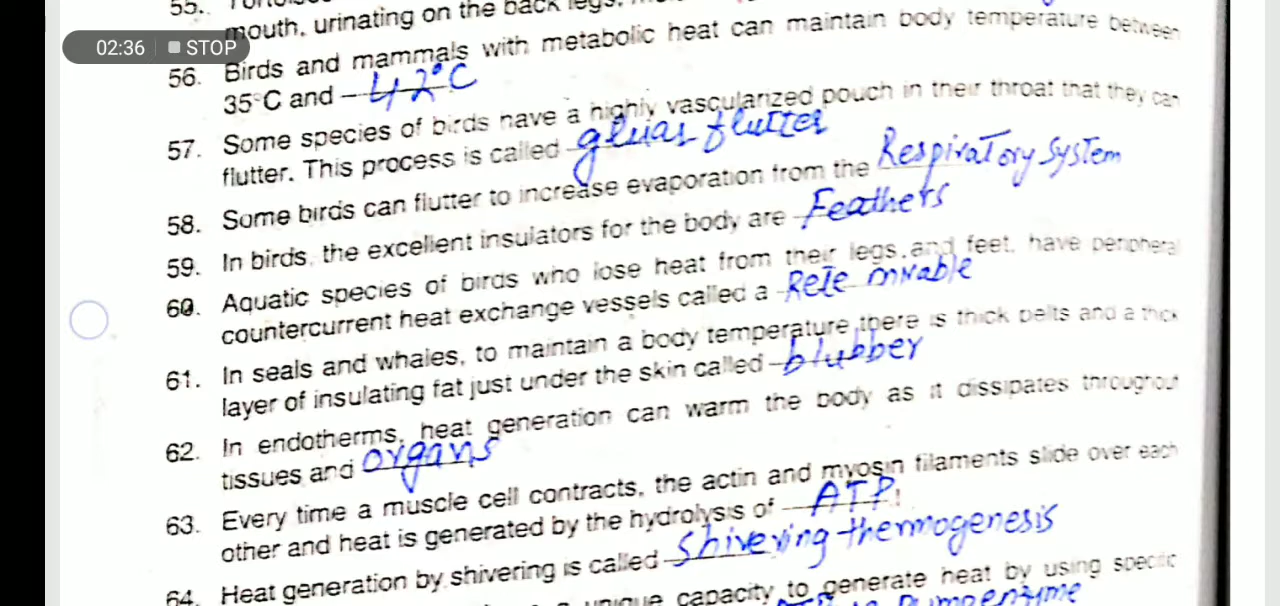 55.
mouth, urinating on the back legs,
02:36 STOP
56. Birds and mammals with metabolic heat can maintain body temperature between
35°C and 42°C
57. Some species of birds have a highly vascularized pouch in their throat that they can
flutter. This process is called gluar flutter
58. Some birds can flutter to increase evaporation from the Respiratory System
59. In birds, the excellent insulators for the body are Feathers
60. Aquatic species of birds who lose heat from their legs and feet, have peripheral
countercurrent heat exchange vessels called a Rete mirable
61. In seals and whales, to maintain a body temperature there is thick pelts and a thick
layer of insulating fat just under the skin called blubber
62. In endotherms, heat generation can warm the body as it dissipates throughout
tissues and organs
63. Every time a muscle cell contracts, the actin and myosin filaments slide over each
other and heat is generated by the hydrolysis of ATP
64. Heat generation by shivering is called Shivering thermogenesis
unique capacity to generate heat by using specific